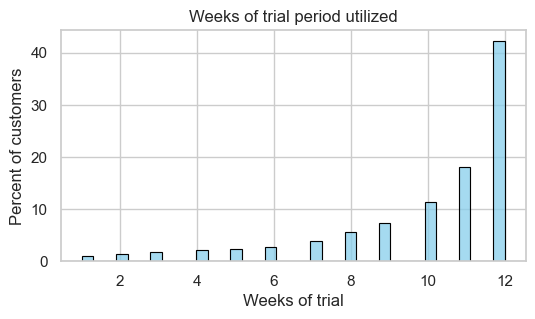 Weeks of trial period utilized
Percent of customers
40
30
20
10
0
2 4 6 8 10 12
Weeks of trial